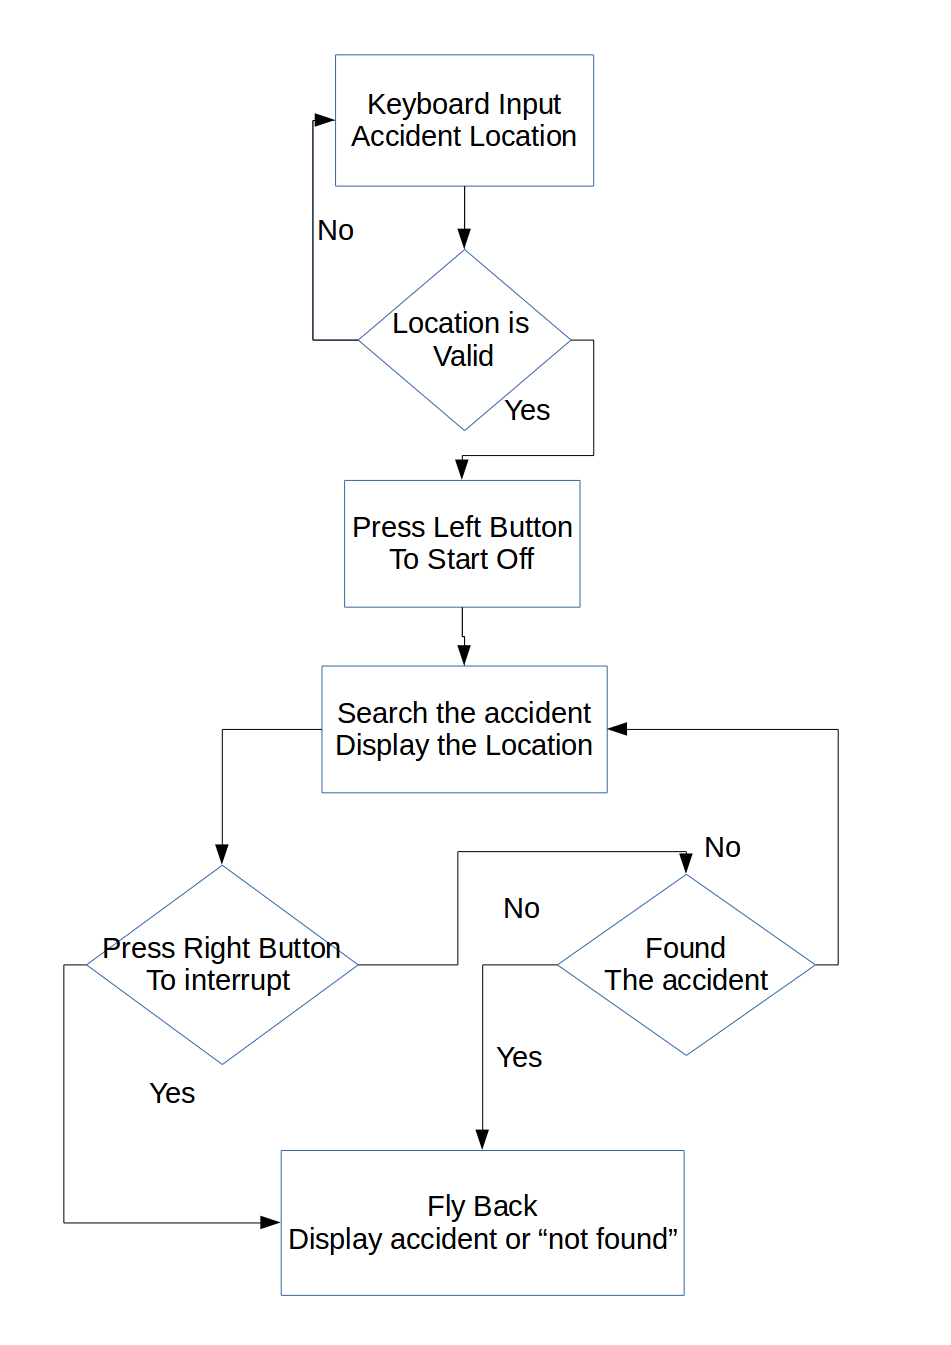 Keyboard Input
Accident Location
No
Location is
Valid
Yes
Press Left Button
To Start Off
Search the accident
Display the Location
No
No
Press Right Button
To interrupt
Found
The accident
Yes
Yes
Fly Back
Display accident or “not found”